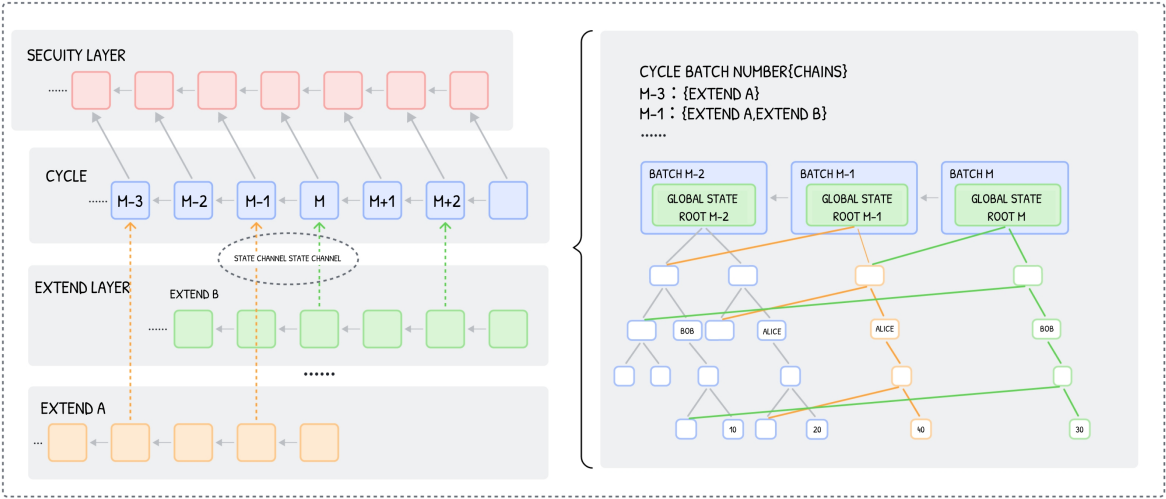 SECUITY LAYER
......
CYCLE
......
M-3
M-2
M-1
M
M+1
M+2
STATE CHANNEL STATE CHANNEL
EXTEND LAYER
EXTEND B
......
......
EXTEND A
...
CYCLE BATCH NUMBER{CHAINS}
M-3：{EXTEND A}
M-1：{EXTEND A,EXTEND B}
......
BATCH M-2
GLOBAL STATE
ROOT M-2
BATCH M-1
GLOBAL STATE
ROOT M-1
BATCH M
GLOBAL STATE
ROOT M
BOB
ALICE
ALICE
BOB
10
20
40
30